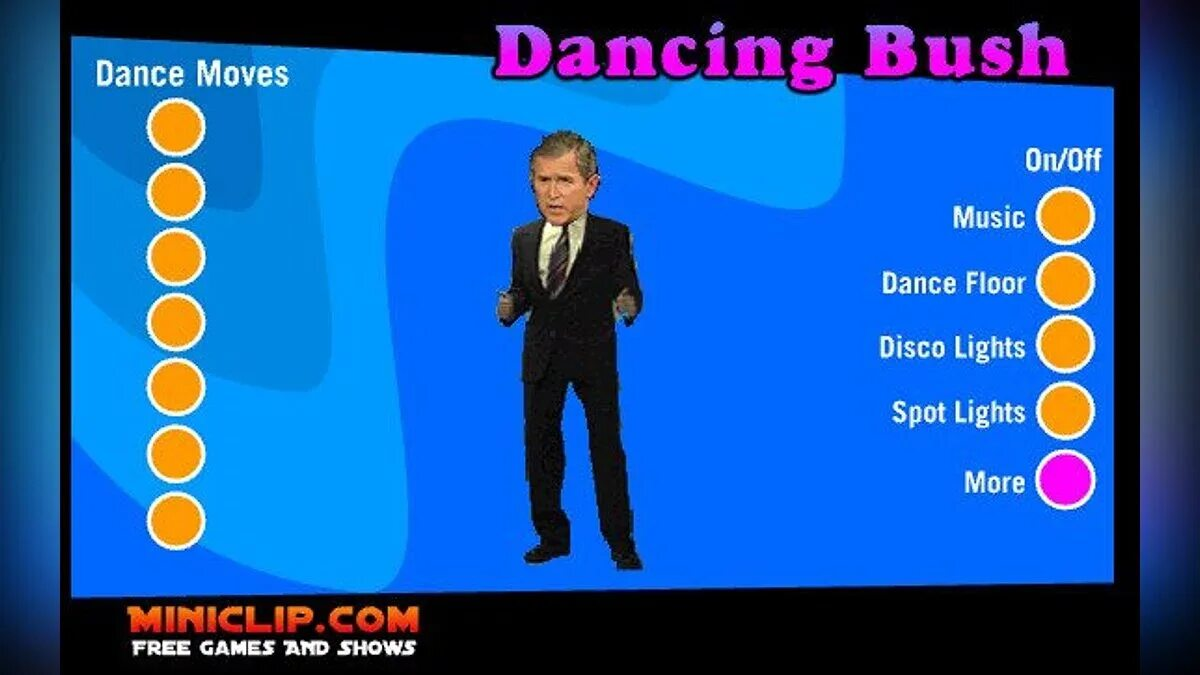 Dancing Bush
Dance Moves
On/Off
Music
Dance Floor
Disco Lights
Spot Lights
More
MINICLIP.COM
FREE GAMES AND SHOWS